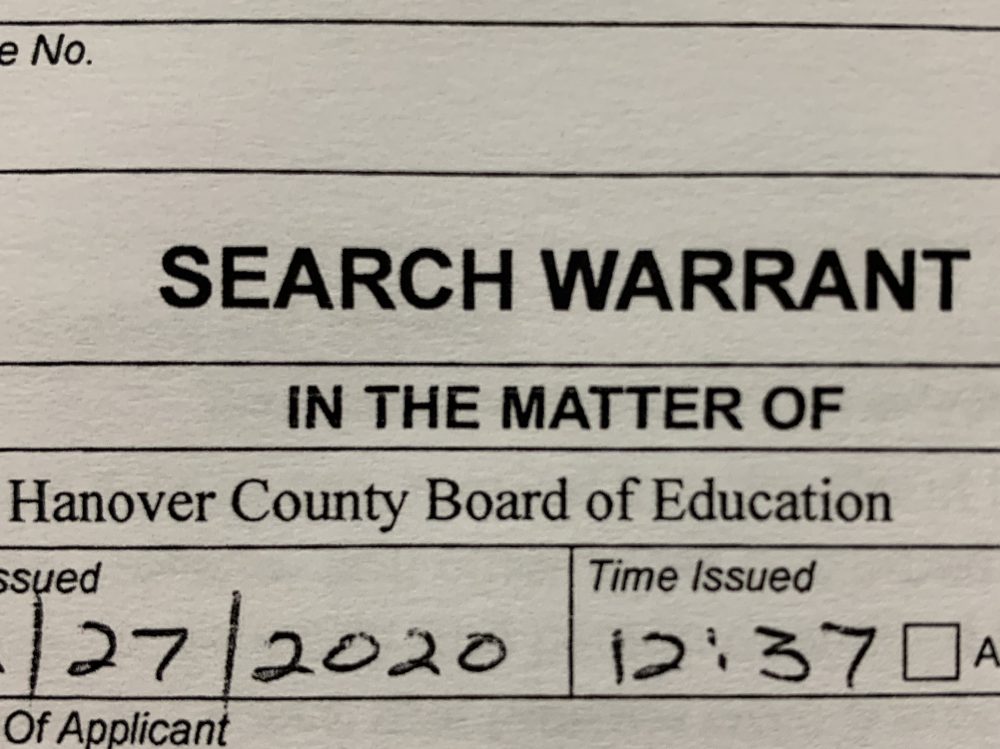 e No.
SEARCH WARRANT
IN THE MATTER OF
Hanover County Board of Education
ssued
Time Issued
/27/2020
12:37
A
Of Applicant